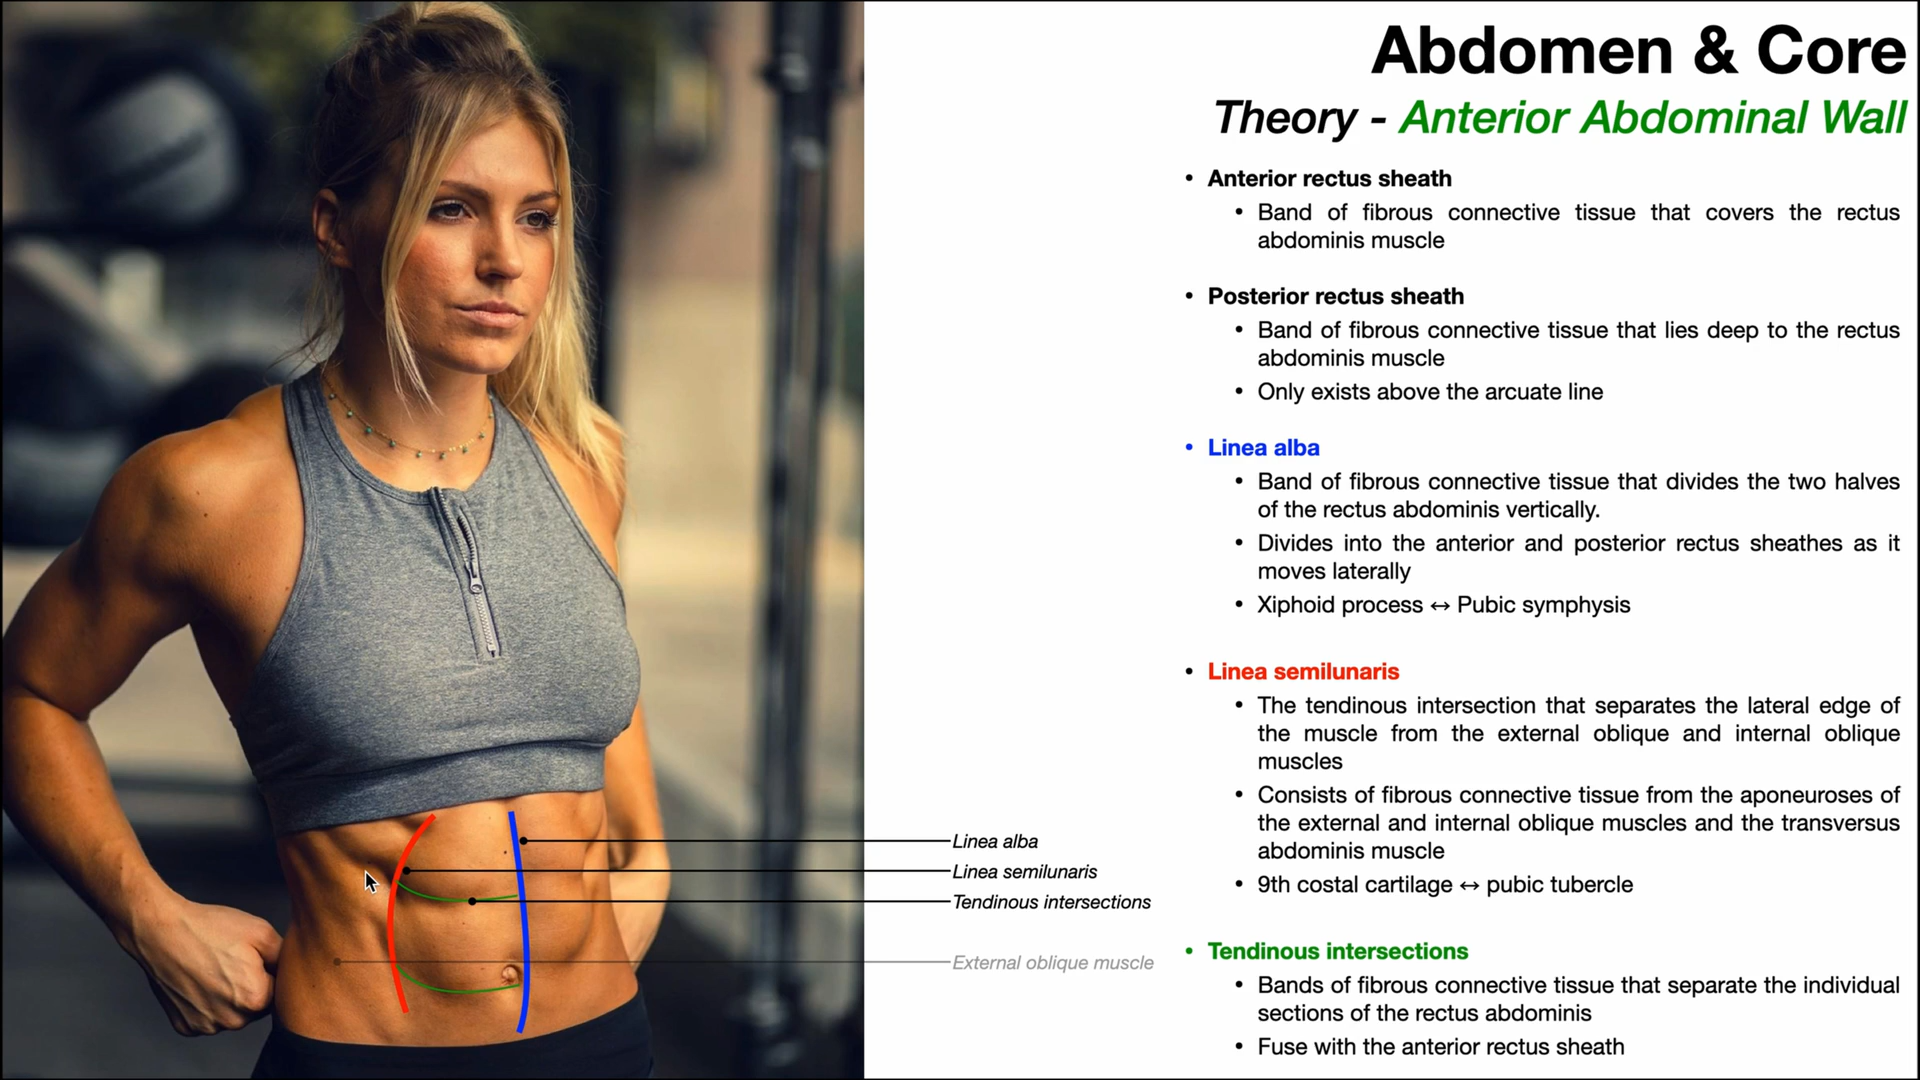 Abdomen & Core
Theory - Anterior Abdominal Wall
• Anterior rectus sheath
• Band of fibrous connective tissue that covers the rectus
abdominis muscle
• Posterior rectus sheath
• Band of fibrous connective tissue that lies deep to the rectus
abdominis muscle
• Only exists above the arcuate line
• Linea alba
• Band of fibrous connective tissue that divides the two halves
of the rectus abdominis vertically.
• Divides into the anterior and posterior rectus sheathes as it
moves laterally
• Xiphoid process ↔ Pubic symphysis
• Linea semilunaris
• The tendinous intersection that separates the lateral edge of
the muscle from the external oblique and internal oblique
muscles
• Consists of fibrous connective tissue from the aponeuroses of
the external and internal oblique muscles and the transversus
abdominis muscle
• 9th costal cartilage ↔ pubic tubercle
• Tendinous intersections
• Bands of fibrous connective tissue that separate the individual
sections of the rectus abdominis
• Fuse with the anterior rectus sheath
Linea alba
Linea semilunaris
Tendinous intersections
External oblique muscle